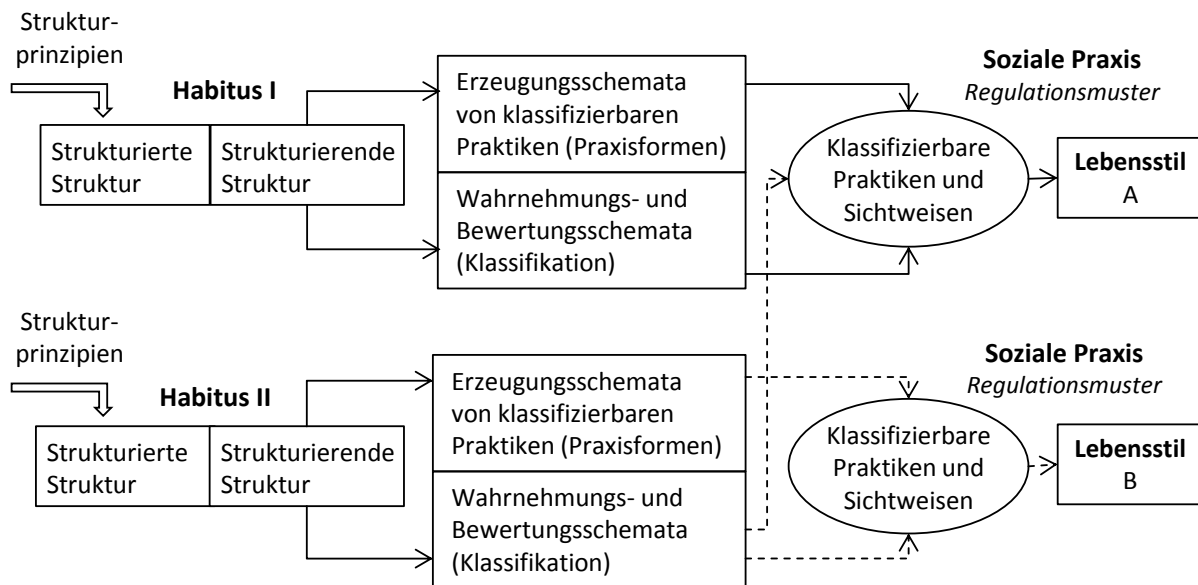 Struktur-
prinzipien
Habitus I
Strukturierte
Struktur
Strukturierende
Struktur
Erzeugungsschemata
von klassifizierbaren
Praktiken (Praxisformen)
Wahrnehmungs- und
Bewertungsschemata
(Klassifikation)
Soziale Praxis
Regulationsmuster
Klassifizierbare
Praktiken und
Sichtweisen
Lebensstil
A
Struktur-
prinzipien
Habitus II
Strukturierte
Struktur
Strukturierende
Struktur
Erzeugungsschemata
von klassifizierbaren
Praktiken (Praxisformen)
Wahrnehmungs- und
Bewertungsschemata
(Klassifikation)
Soziale Praxis
Regulationsmuster
Klassifizierbare
Praktiken und
Sichtweisen
Lebensstil
B